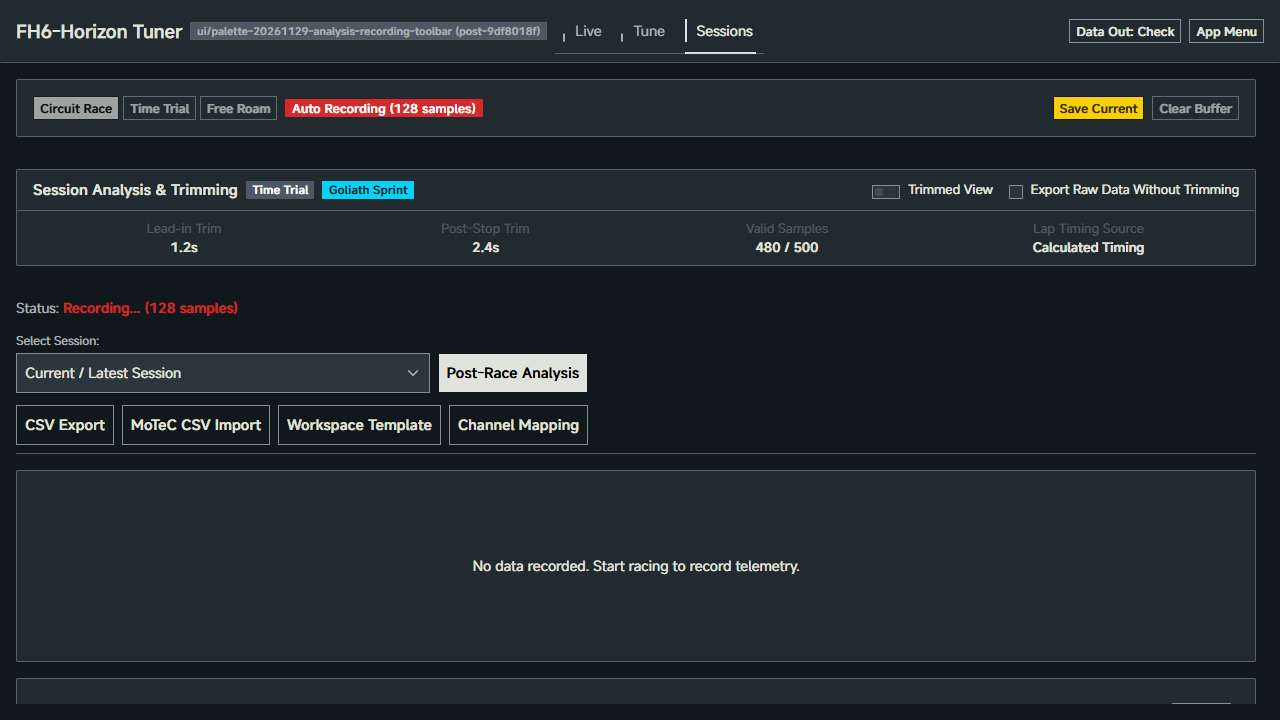 FH6-Horizon Tuner
ui/palette-20261129-analysis-recording-toolbar (post-9df8018f)
Live
Tune
Sessions
Data Out: Check
App Menu
Circuit Race
Time Trial
Free Roam
Auto Recording (128 samples)
Save Current
Clear Buffer
Session Analysis & Trimming
Time Trial
Goliath Sprint
Trimmed View
Export Raw Data Without Trimming
Lead-in Trim
1.2s
Post-Stop Trim
2.4s
Valid Samples
480 / 500
Lap Timing Source
Calculated Timing
Status: Recording... (128 samples)
Select Session:
Current / Latest Session
Post-Race Analysis
CSV Export
MoTeC CSV Import
Workspace Template
Channel Mapping
No data recorded. Start racing to record telemetry.